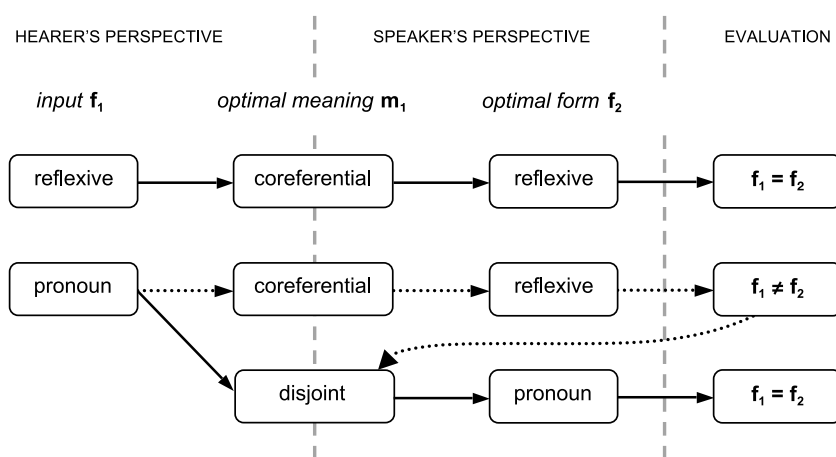 HEARER'S PERSPECTIVE SPEAKER'S PERSPECTIVE EVALUATION
input f₁ optimal meaning m₁ optimal form f₂
reflexive coreferential reflexive f₁ = f₂
pronoun coreferential reflexive f₁ ≠ f₂
disjoint pronoun f₁ = f₂